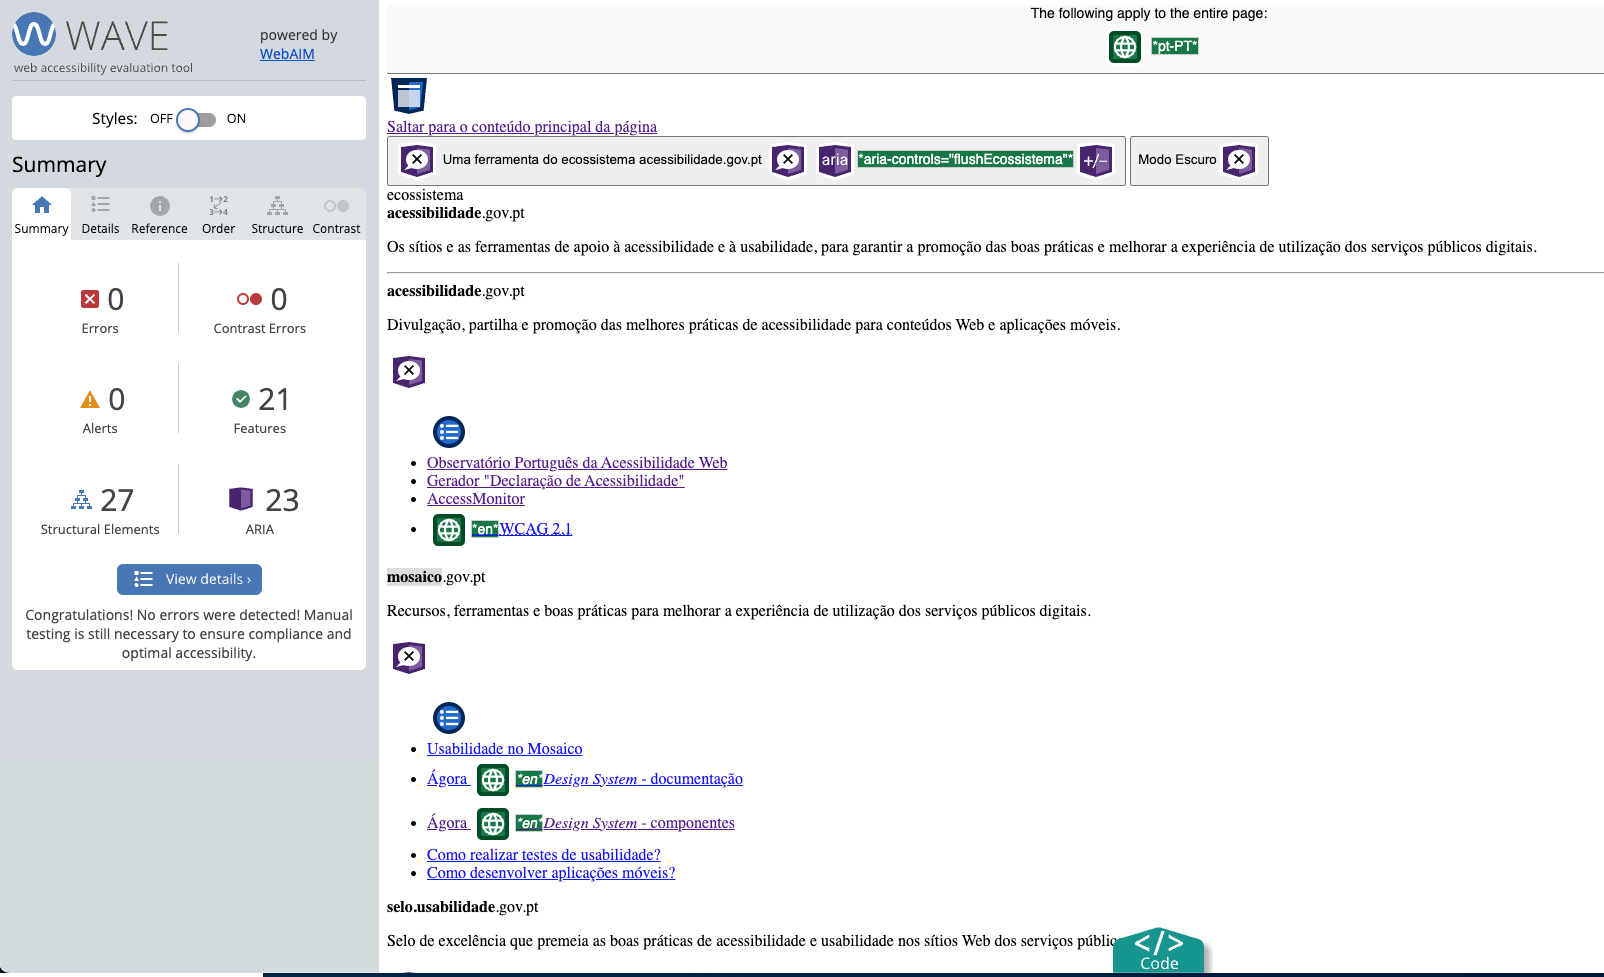 WAVE
web accessibility evaluation tool
powered by
WebAIM
Styles: OFF ON
Summary
Summary Details Reference Order Structure Contrast
0 Errors
0 Contrast Errors
0 Alerts
21 Features
27 Structural Elements
23 ARIA
View details ›
Congratulations! No errors were detected! Manual
testing is still necessary to ensure compliance and
optimal accessibility.
The following apply to the entire page:
*pt-PT*
Saltar para o conteúdo principal da página
Uma ferramenta do ecossistema acessibilidade.gov.pt aria *aria-controls="flushEcossistema"* +/− Modo Escuro
ecossistema
acessibilidade.gov.pt
Os sítios e as ferramentas de apoio à acessibilidade e à usabilidade, para garantir a promoção das boas práticas e melhorar a experiência de utilização dos serviços públicos digitais.
acessibilidade.gov.pt
Divulgação, partilha e promoção das melhores práticas de acessibilidade para conteúdos Web e aplicações móveis.
Observatório Português da Acessibilidade Web
Gerador "Declaração de Acessibilidade"
AccessMonitor
*en*WCAG 2.1
mosaico.gov.pt
Recursos, ferramentas e boas práticas para melhorar a experiência de utilização dos serviços públicos digitais.
Usabilidade no Mosaico
Ágora *en*Design System - documentação
Ágora *en*Design System - componentes
Como realizar testes de usabilidade?
Como desenvolver aplicações móveis?
selo.usabilidade.gov.pt
Selo de excelência que premeia as boas práticas de acessibilidade e usabilidade nos sítios Web dos serviços
</> Code